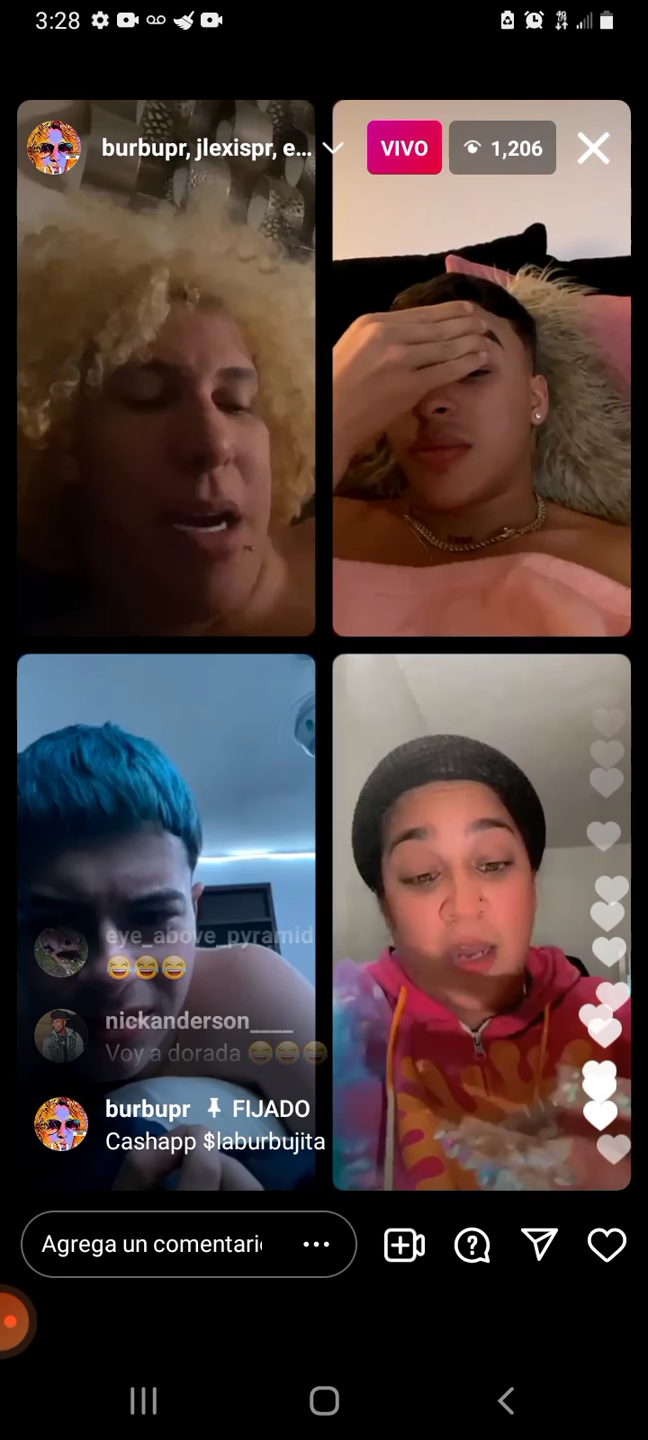 3:28
burbupr, jlexispr, e...
VIVO
1,206
eye_above_pyramid
😂😂😂
nickanderson____
Voy a dorada 😂😂😂
burbupr FIJADO
Cashapp $laburbujita
Agrega un comentari